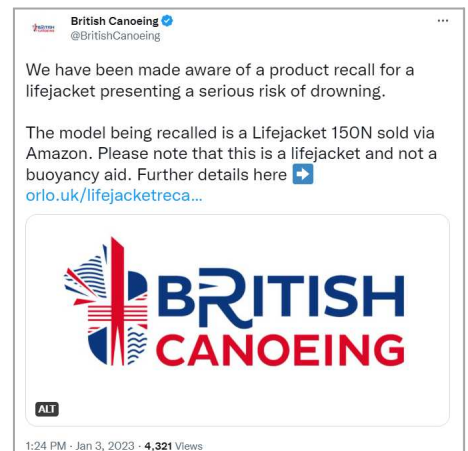 British Canoeing
@BritishCanoeing
We have been made aware of a product recall for a
lifejacket presenting a serious risk of drowning.
The model being recalled is a Lifejacket 150N sold via
Amazon. Please note that this is a lifejacket and not a
buoyancy aid. Further details here
orlo.uk/lifejacketreca...
BRITISH
CANOEING
ALT
1:24 PM · Jan 3, 2023 · 4,321 Views